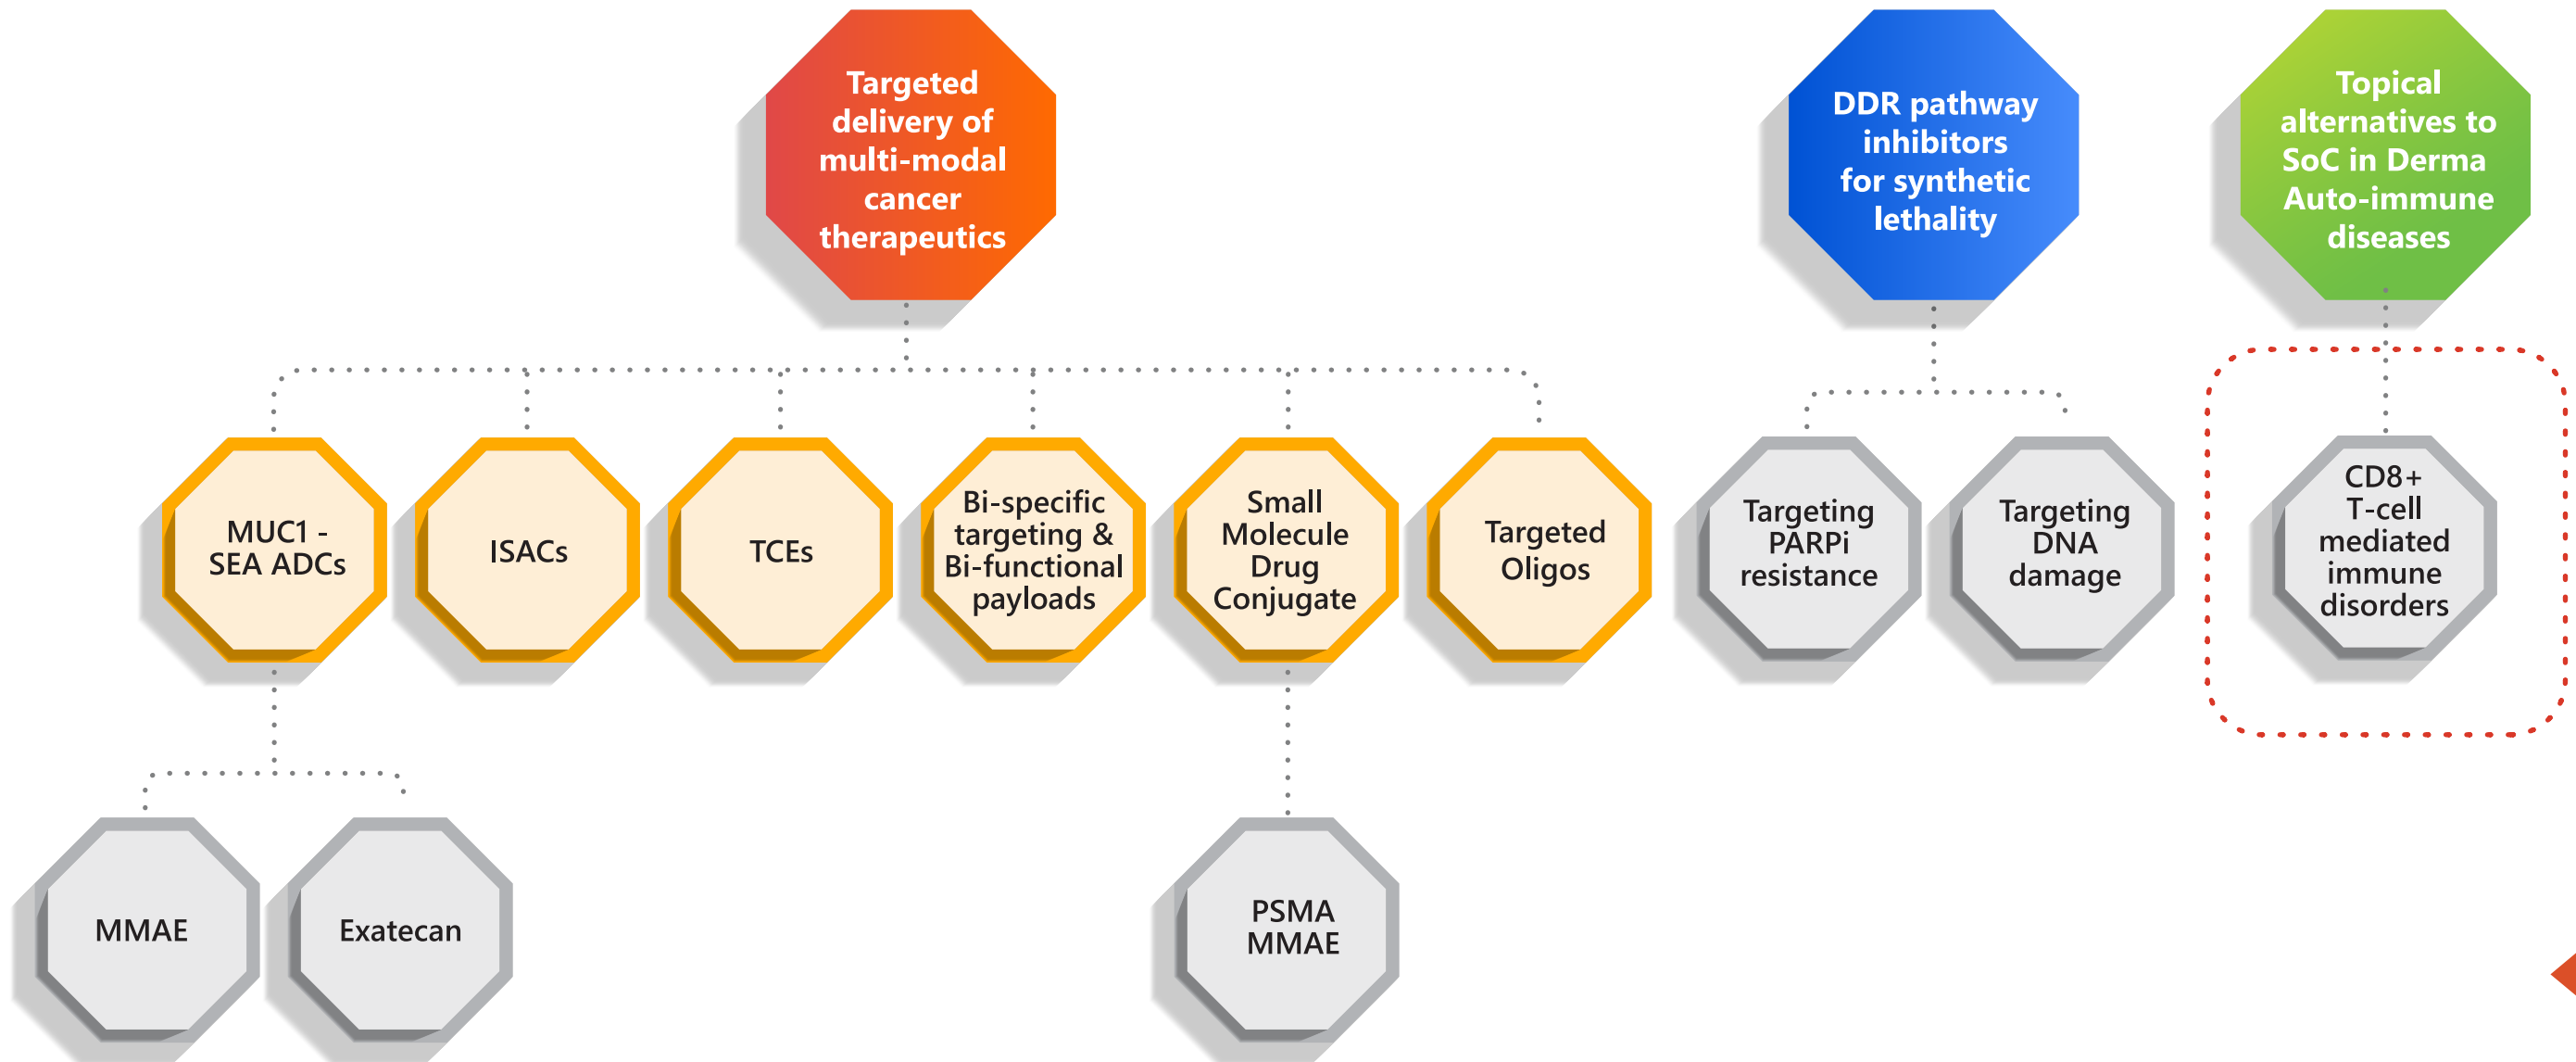 Targeted
delivery of
multi-modal
cancer
therapeutics
DDR pathway
inhibitors
for synthetic
lethality
Topical
alternatives to
SoC in Derma
Auto-immune
diseases
MUC1 -
SEA ADCs
ISACs
TCEs
Bi-specific
targeting &
Bi-functional
payloads
Small
Molecule
Drug
Conjugate
Targeted
Oligos
Targeting
PARPi
resistance
Targeting
DNA
damage
CD8+
T-cell
mediated
immune
disorders
MMAE
Exatecan
PSMA
MMAE